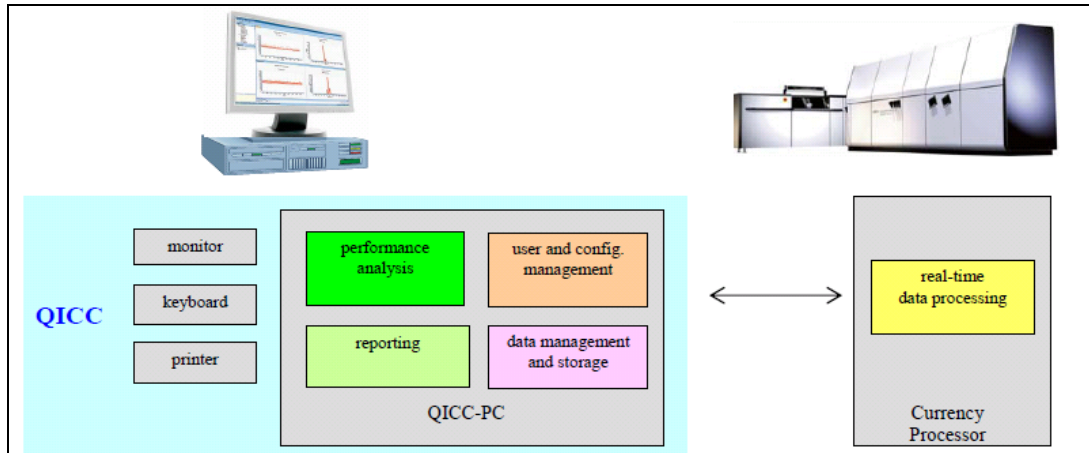 QICC
monitor
keyboard
printer
performance
analysis
user and config.
management
reporting
data management
and storage
QICC-PC
real-time
data processing
Currency
Processor